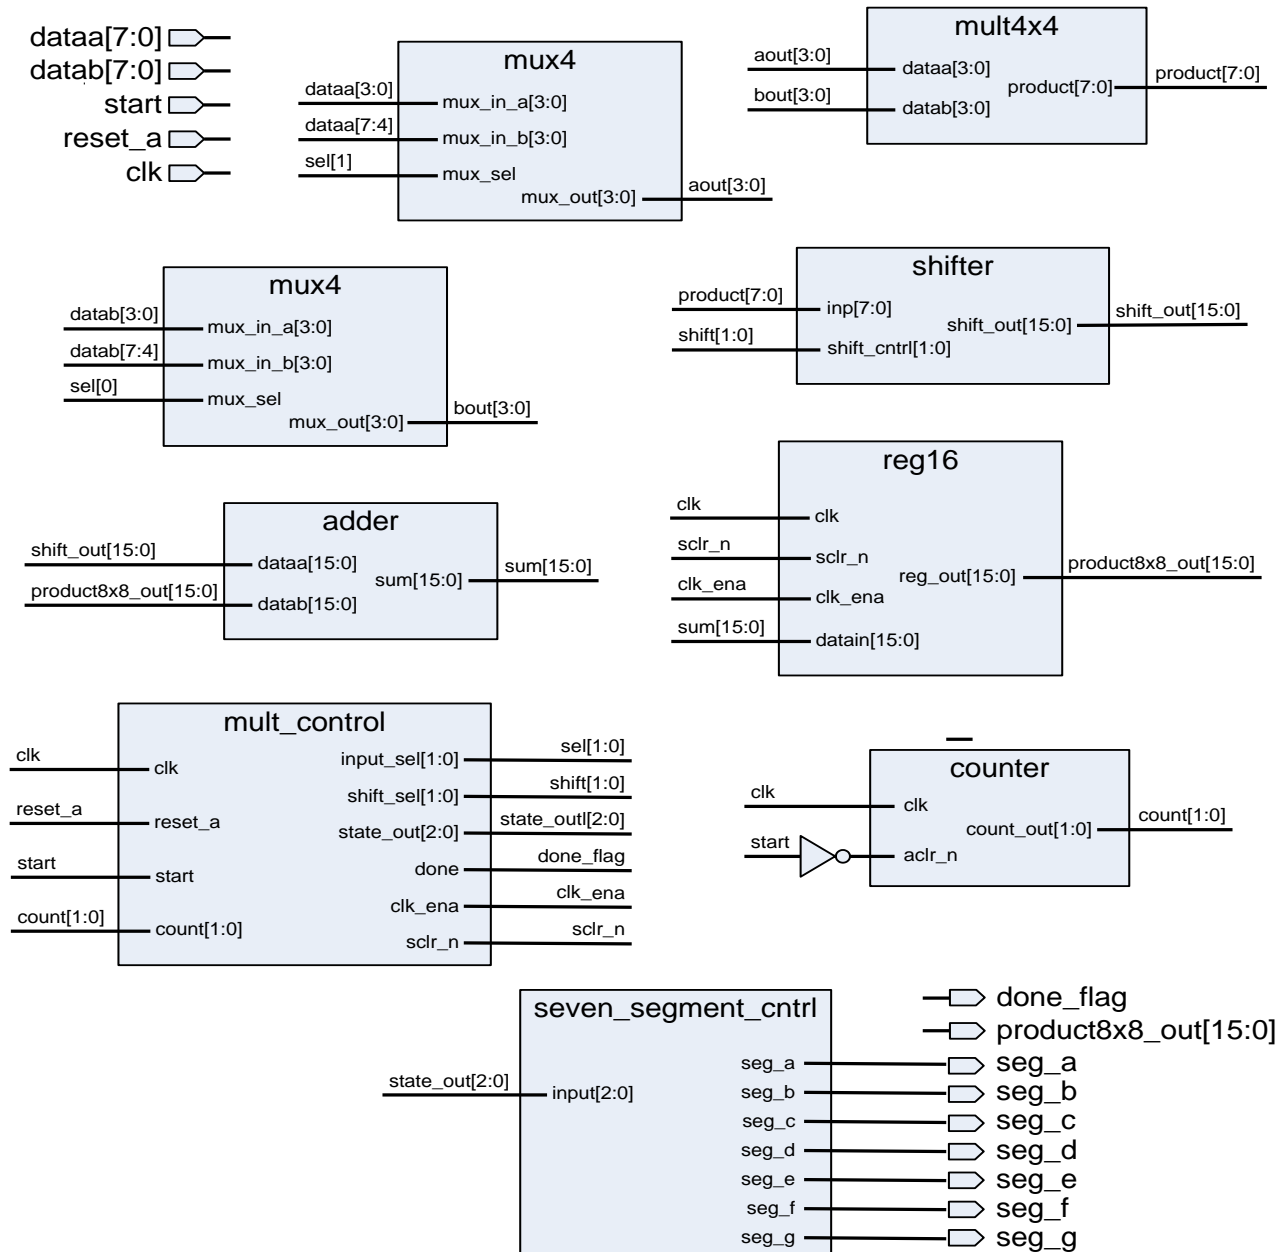 dataa[7:0]
datab[7:0]
start
reset_a
clk
mux4
dataa[3:0]
mux_in_a[3:0]
dataa[7:4]
mux_in_b[3:0]
sel[1]
mux_sel
mux_out[3:0]
aout[3:0]
mult4x4
aout[3:0]
dataa[3:0]
bout[3:0]
datab[3:0]
product[7:0]
product[7:0]
mux4
datab[3:0]
mux_in_a[3:0]
datab[7:4]
mux_in_b[3:0]
sel[0]
mux_sel
mux_out[3:0]
bout[3:0]
shifter
product[7:0]
inp[7:0]
shift[1:0]
shift_cntrl[1:0]
shift_out[15:0]
shift_out[15:0]
adder
shift_out[15:0]
dataa[15:0]
product8x8_out[15:0]
datab[15:0]
sum[15:0]
sum[15:0]
reg16
clk
clk
sclr_n
sclr_n
clk_ena
clk_ena
sum[15:0]
datain[15:0]
reg_out[15:0]
product8x8_out[15:0]
mult_control
clk
clk
reset_a
reset_a
start
start
count[1:0]
count[1:0]
input_sel[1:0]
sel[1:0]
shift_sel[1:0]
shift[1:0]
state_out[2:0]
state_outl[2:0]
done
done_flag
clk_ena
clk_ena
sclr_n
sclr_n
counter
clk
clk
start
aclr_n
count_out[1:0]
count[1:0]
seven_segment_cntrl
state_out[2:0]
input[2:0]
seg_a
seg_b
seg_c
seg_d
seg_e
seg_f
seg_g
done_flag
product8x8_out[15:0]
seg_a
seg_b
seg_c
seg_d
seg_e
seg_f
seg_g